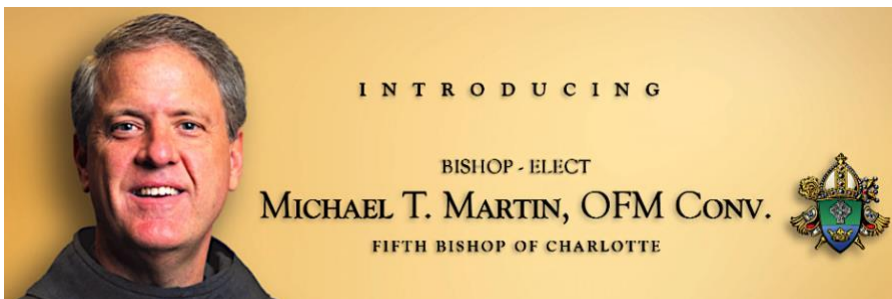 INTRODUCING
BISHOP - ELECT
MICHAEL T. MARTIN, OFM CONV.
FIFTH BISHOP OF CHARLOTTE